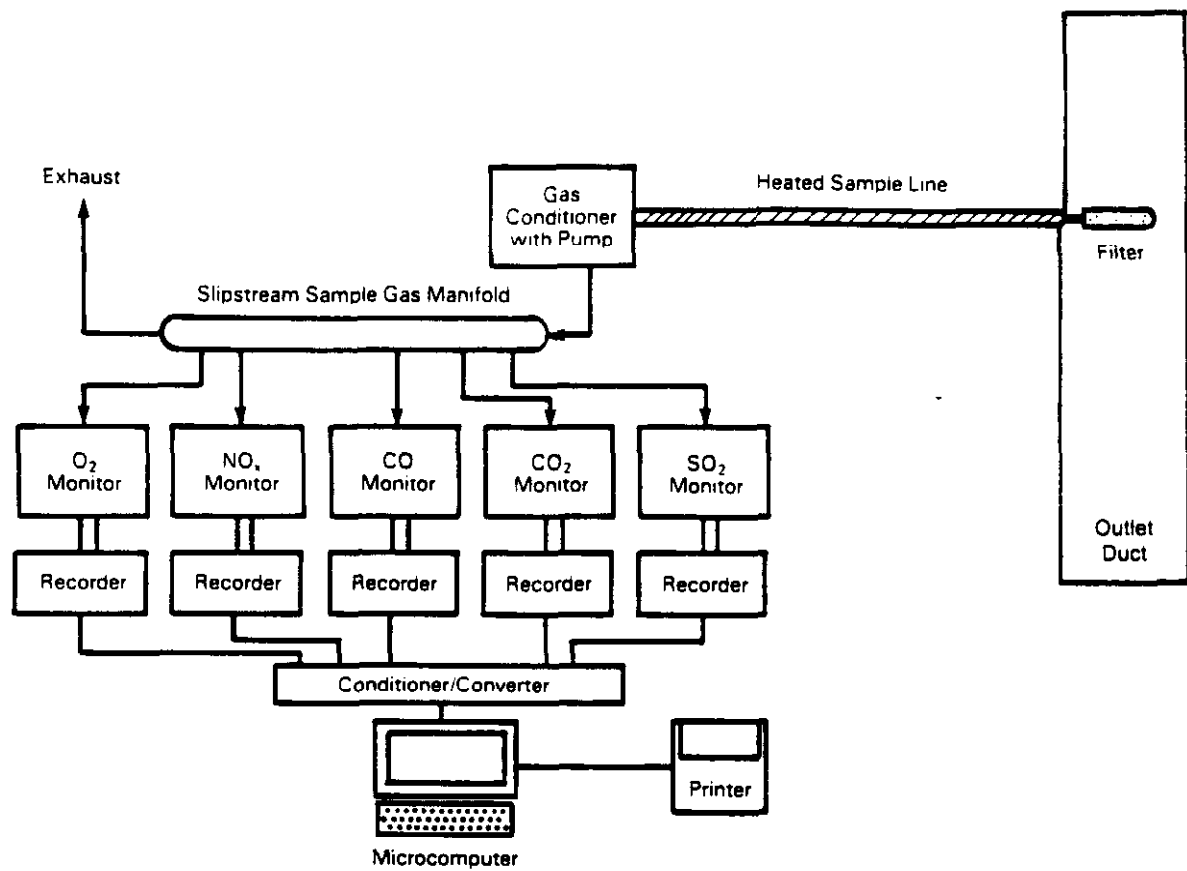 Exhaust
Gas
Conditioner
with Pump
Heated Sample Line
Filter
Slipstream Sample Gas Manifold
O₂
Monitor
NOₓ
Monitor
CO
Monitor
CO₂
Monitor
SO₂
Monitor
Outlet
Duct
Recorder
Recorder
Recorder
Recorder
Recorder
Conditioner/Converter
Printer
Microcomputer